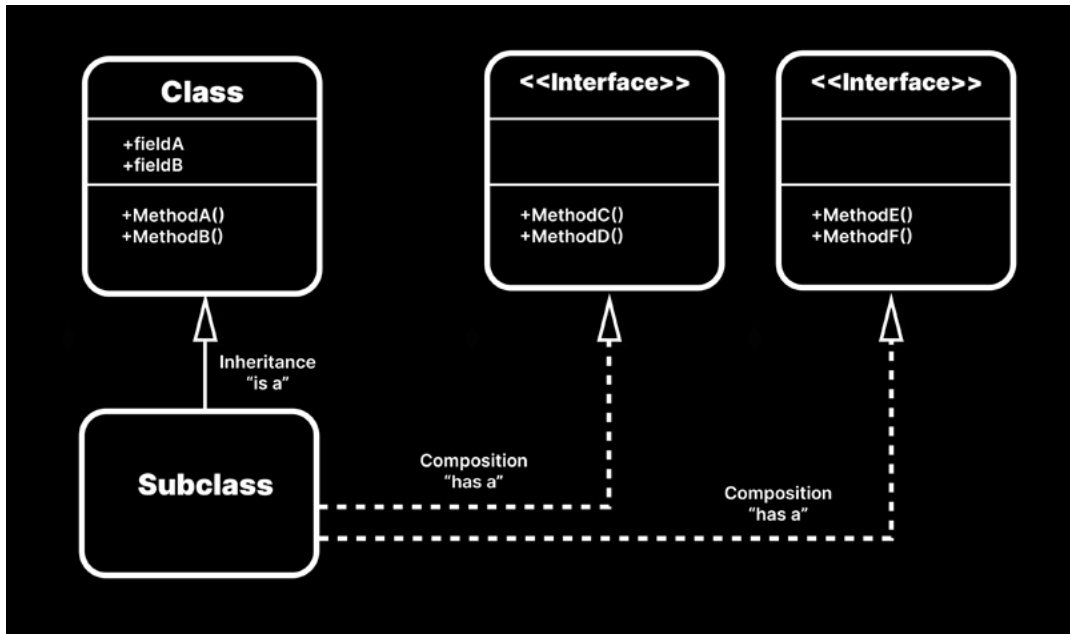 Class
+fieldA
+fieldB
+MethodA()
+MethodB()
<<Interface>>
+MethodC()
+MethodD()
<<Interface>>
+MethodE()
+MethodF()
Inheritance
“is a”
Subclass
Composition
“has a”
Composition
“has a”